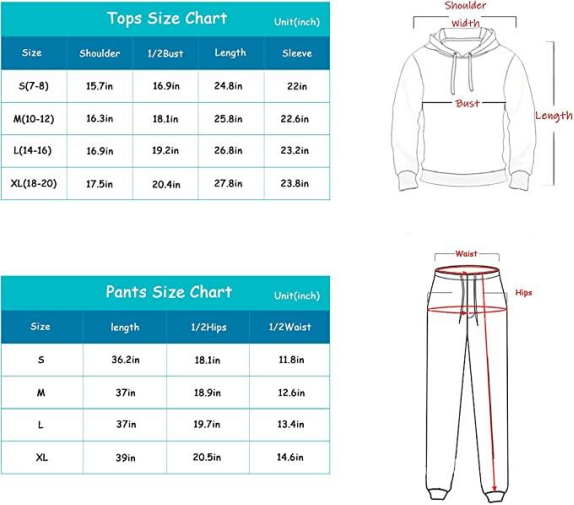 Tops Size Chart Unit(inch)
Size Shoulder 1/2Bust Length Sleeve
S(7-8) 15.7in 16.9in 24.8in 22in
M(10-12) 16.3in 18.1in 25.8in 22.6in
L(14-16) 16.9in 19.2in 26.8in 23.2in
XL(18-20) 17.5in 20.4in 27.8in 23.8in
Shoulder
Width
Bust
Length
Pants Size Chart Unit(inch)
Size length 1/2Hips 1/2Waist
S 36.2in 18.1in 11.8in
M 37in 18.9in 12.6in
L 37in 19.7in 13.4in
XL 39in 20.5in 14.6in
Waist
Hips